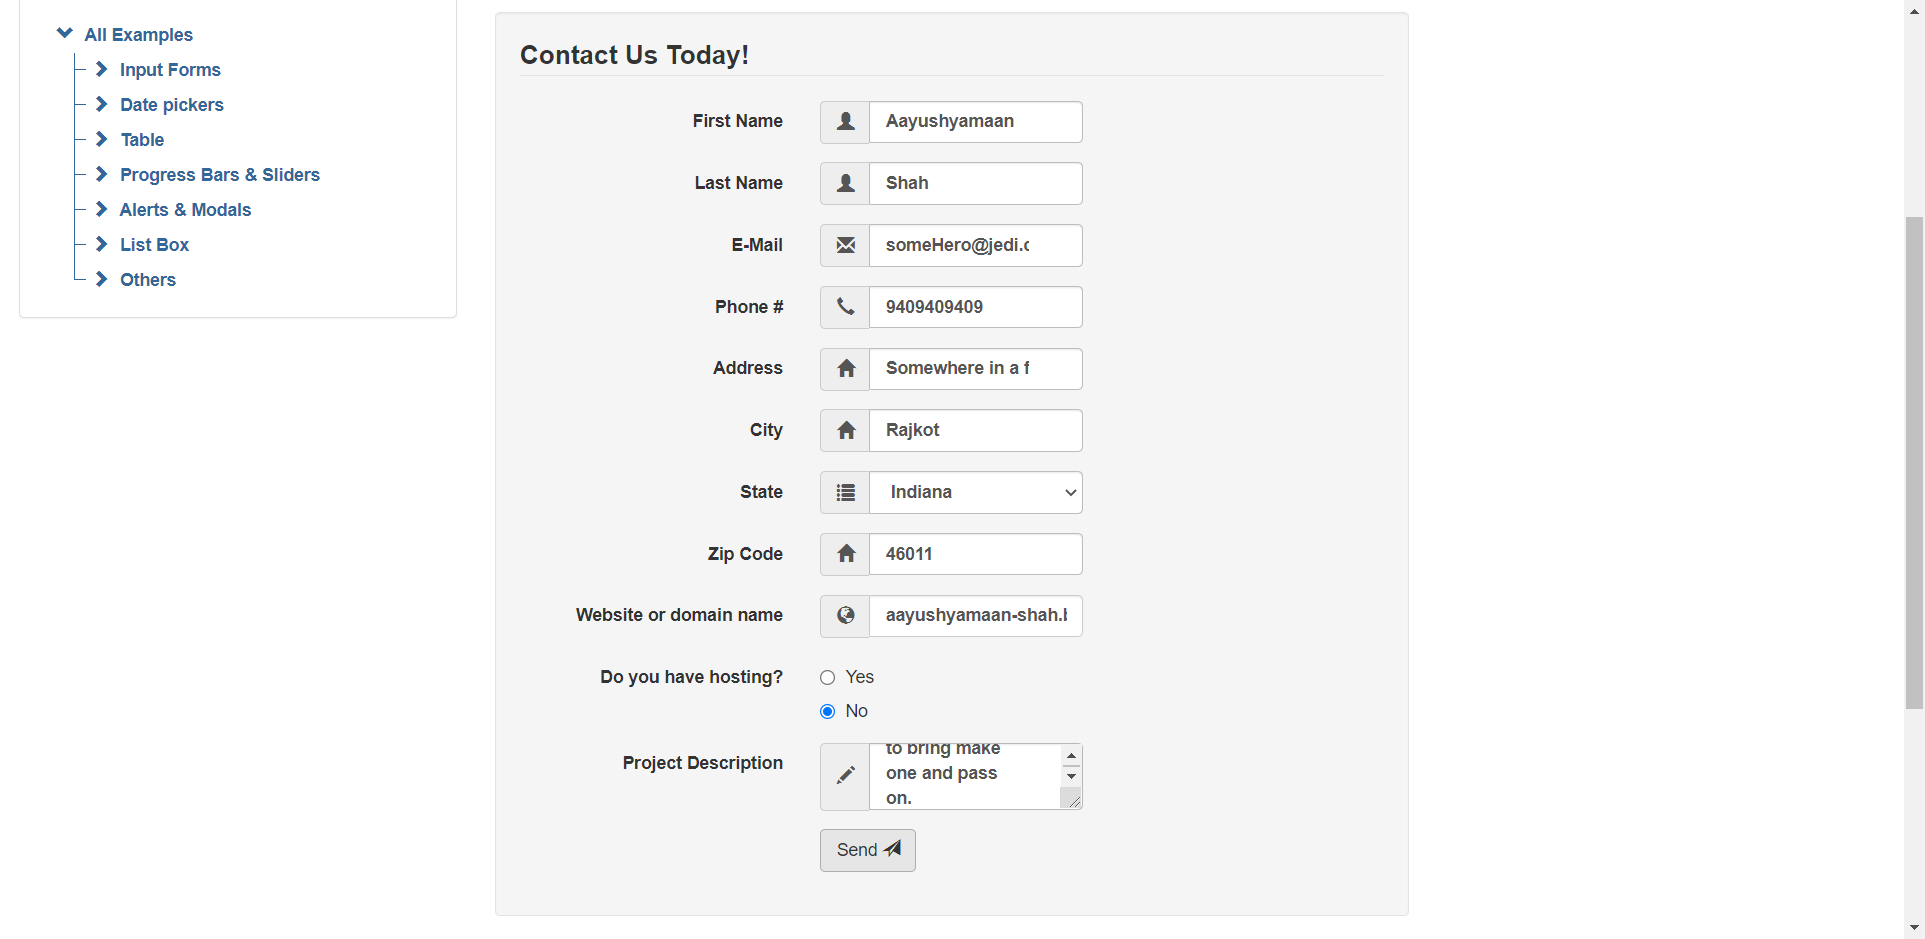 All Examples
Input Forms
Date pickers
Table
Progress Bars & Sliders
Alerts & Modals
List Box
Others
Contact Us Today!
First Name
Aayushyamaan
Last Name
Shah
E-Mail
someHero@jedi.c
Phone #
9409409409
Address
Somewhere in a f
City
Rajkot
State
Indiana
Zip Code
46011
Website or domain name
aayushyamaan-shah.b
Do you have hosting?
Yes
No
Project Description
to bring make
one and pass
on.
Send